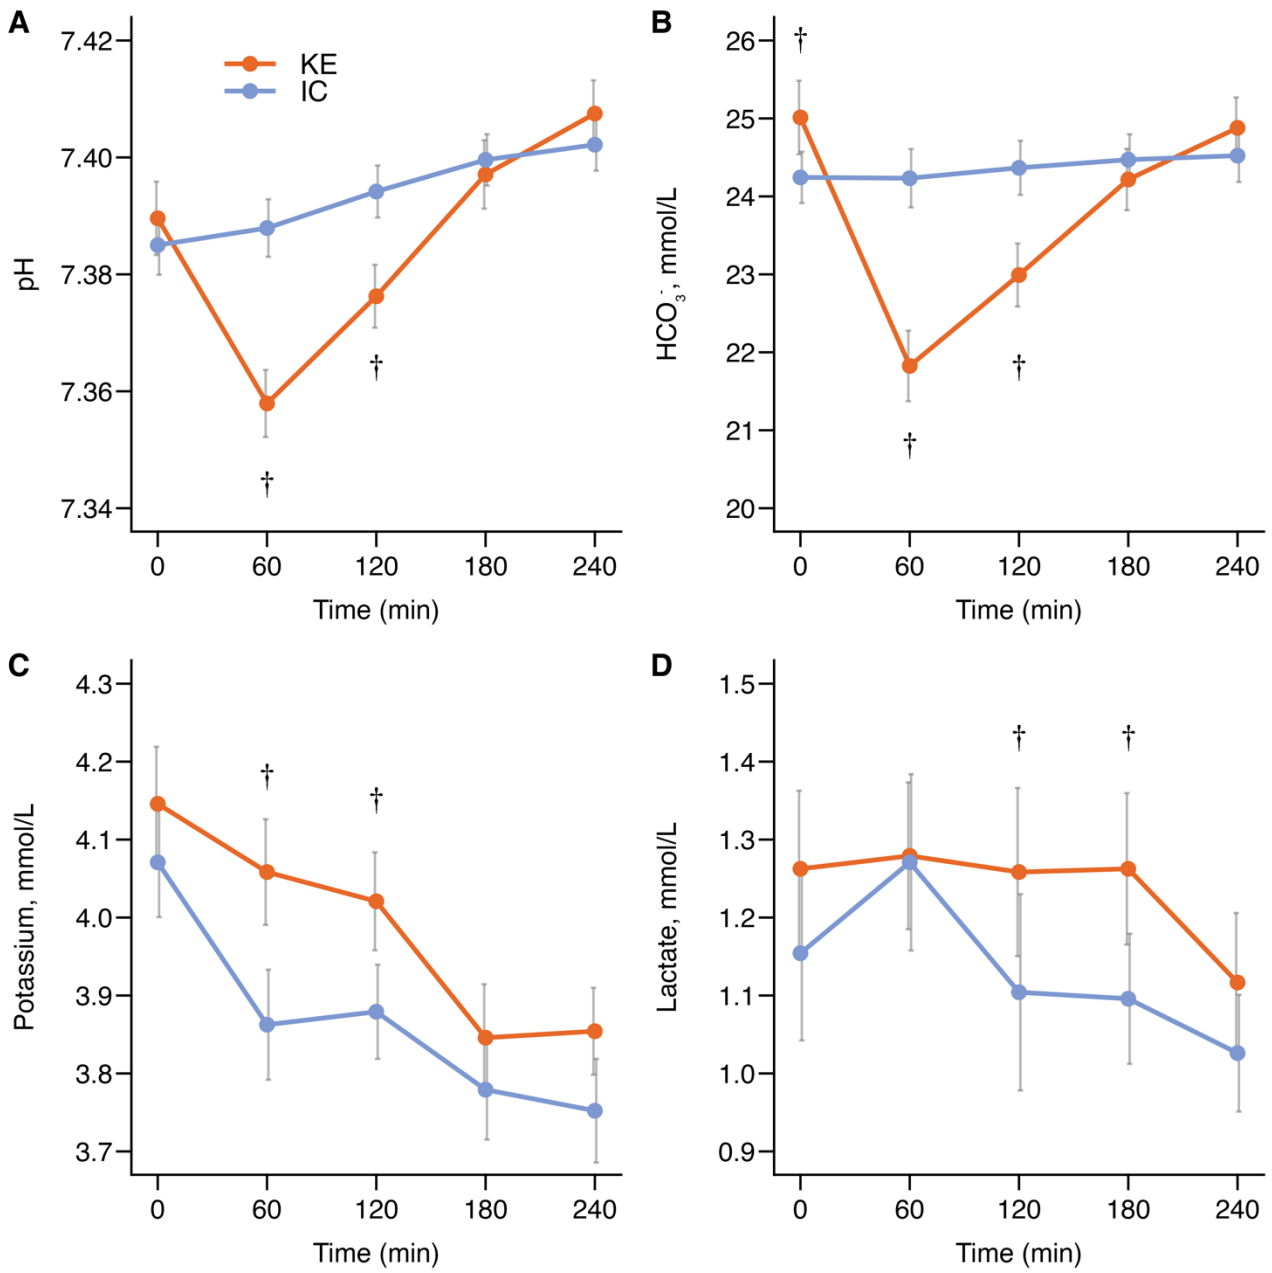 A
7.42
7.40
7.38
7.36
7.34
pH
KE
IC
†
†
0 60 120 180 240
Time (min)
B
26
25
24
23
22
21
20
HCO₃⁻, mmol/L
†
†
†
0 60 120 180 240
Time (min)
C
4.3
4.2
4.1
4.0
3.9
3.8
3.7
Potassium, mmol/L
†
†
0 60 120 180 240
Time (min)
D
1.5
1.4
1.3
1.2
1.1
1.0
0.9
Lactate, mmol/L
† †
0 60 120 180 240
Time (min)